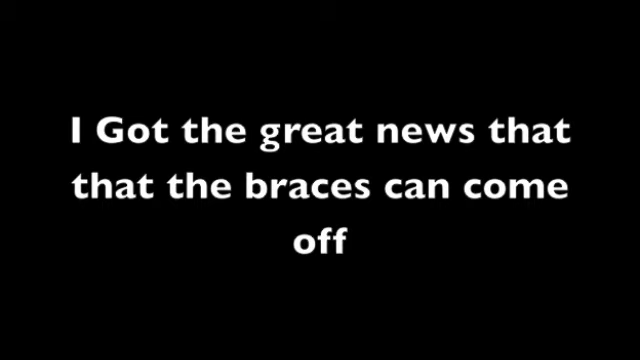 I Got the great news that
that the braces can come
off